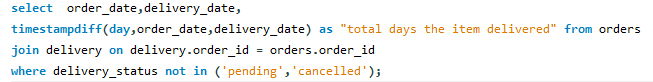 select order_date,delivery_date,
timestampdiff(day,order_date,delivery_date) as "total days the item delivered" from orders
join delivery on delivery.order_id = orders.order_id
where delivery_status not in ('pending','cancelled');